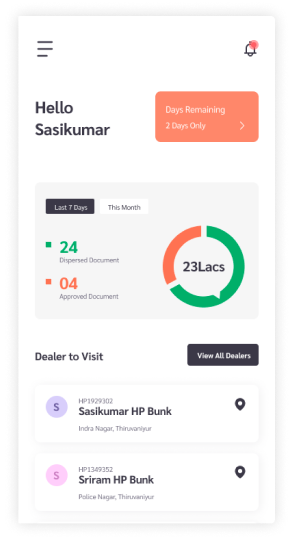 Hello
Sasikumar
Days Remaining
2 Days Only
Last 7 Days
This Month
24
Dispersed Document
04
Approved Document
23Lacs
Dealer to Visit
View All Dealers
S
HP1929302
Sasikumar HP Bunk
Indra Nagar, Thiruvaniyur
S
HP1349352
Sriram HP Bunk
Police Nagar, Thiruvaniyur